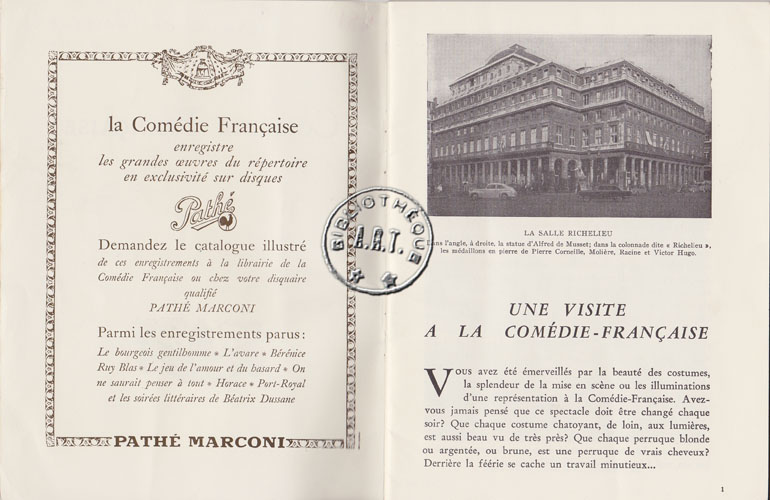 la Comédie Française
enregistre
les grandes œuvres du répertoire
en exclusivité sur disques
Pathé
Demandez le catalogue illustré
de ces enregistrements à la librairie de la
Comédie Française ou chez votre disquaire
qualifié
PATHÉ MARCONI
Parmi les enregistrements parus :
Le bourgeois gentilhomme * L'avare * Bérénice
Ruy Blas * Le jeu de l'amour et du hasard * On
ne saurait penser à tout * Horace * Port-Royal
et les soirées littéraires de Béatrix Dussane
PATHÉ MARCONI
BIBLIOTHÈQUE
A.R.T.
LA SALLE RICHELIEU
Dans l'angle, à droite, la statue d'Alfred de Musset; dans la colonnade dite « Richelieu »,
les médaillons en pierre de Pierre Corneille, Molière, Racine et Victor Hugo.
UNE VISITE
A LA COMÉDIE-FRANÇAISE
Vous avez été émerveillés par la beauté des costumes,
la splendeur de la mise en scène ou les illuminations
d'une représentation à la Comédie-Française. Avez-
vous jamais pensé que ce spectacle doit être changé chaque
soir? Que chaque costume chatoyant, de loin, aux lumières,
est aussi beau vu de très près? Que chaque perruque blonde
ou argentée, ou brune, est une perruque de vrais cheveux?
Derrière la féérie se cache un travail minutieux...
1